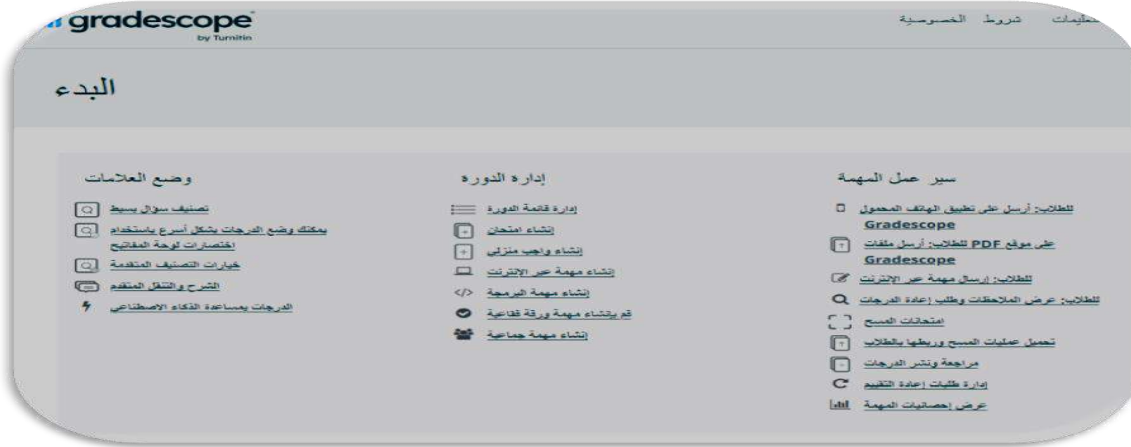 gradescope
by Turnitin
شروط الخصوصية
البدء
سير عمل المهمة
للطلاب: أرسل على تطبيق الهاتف المحمول
Gradescope
على موقع PDF للطلاب: أرسل ملفات
Gradescope
للطلاب: إرسال مهمة عبر الإنترنت
للطلاب: عرض الملاحظات وطلب إعادة الدرجات
امتحانات المسح
تحميل عمليات المسح وربطها بالطلاب
مراجعة ونشر الدرجات
إدارة طلبات إعادة التقييم
عرض إحصائيات المهمة
إدارة الدورة
إدارة قائمة الدورة
إنشاء امتحان
إنشاء واجب منزلي
إنشاء مهمة عبر الإنترنت
إنشاء مهمة البرمجة
قم بإنشاء مهمة ورقة فقاعية
إنشاء مهمة جماعية
وضع العلامات
تصنيف سؤال بسيط
يمكنك وضع الدرجات بشكل أسرع باستخدام
اختصارات لوحة المفاتيح
خيارات التصنيف المتقدمة
الشرح والتنقل المتقدم
الدرجات بمساعدة الذكاء الاصطناعي